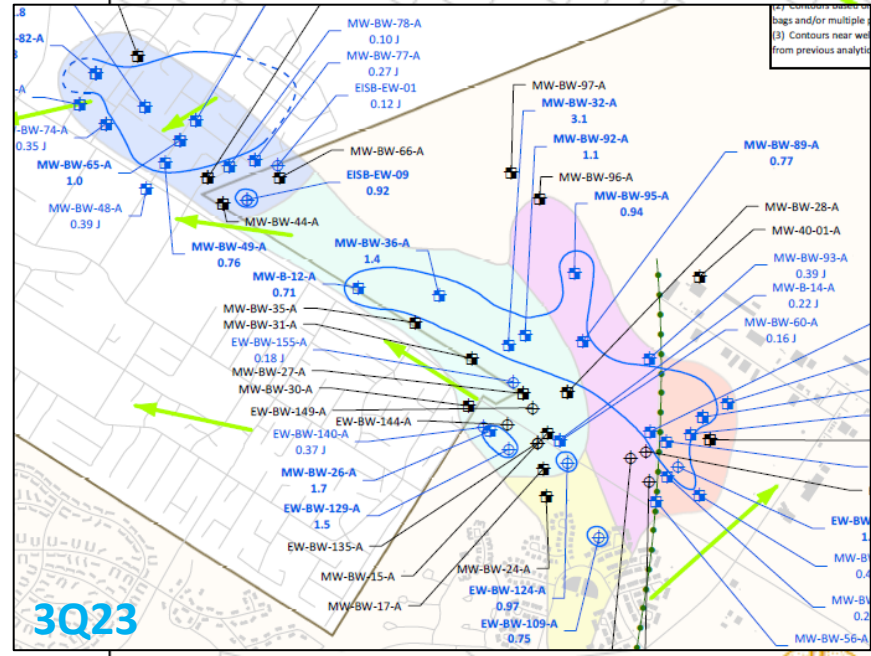 .8
-82-A
MW-BW-78-A
0.10 J
MW-BW-77-A
0.27 J
EISB-EW-01
0.12 J
bags and/or multiple
(3) Contours near wel
from previous analytic
-A
-BW-74-A
0.35 J
MW-BW-65-A
1.0
MW-BW-48-A
0.39 J
MW-BW-66-A
EISB-EW-09
0.92
MW-BW-44-A
MW-BW-49-A
0.76
MW-BW-97-A
MW-BW-32-A
3.1
MW-BW-92-A
1.1
MW-BW-96-A
MW-BW-95-A
0.94
MW-BW-89-A
0.77
MW-BW-28-A
MW-40-01-A
MW-BW-93-A
0.39 J
MW-B-14-A
0.22 J
MW-BW-60-A
0.16 J
MW-BW-36-A
1.4
MW-B-12-A
0.71
MW-BW-35-A
MW-BW-31-A
EW-BW-155-A
0.18 J
MW-BW-27-A
MW-BW-30-A
EW-BW-149-A
EW-BW-144-A
EW-BW-140-A
0.37 J
MW-BW-26-A
1.7
EW-BW-129-A
1.5
EW-BW-135-A
MW-BW-15-A
MW-BW-17-A
MW-BW-24-A
EW-BW-124-A
0.97
EW-BW-109-A
0.75
EW-BW
1.
MW-BW
0.4
MW-BW
0.2
MW-BW-56-A
3Q23